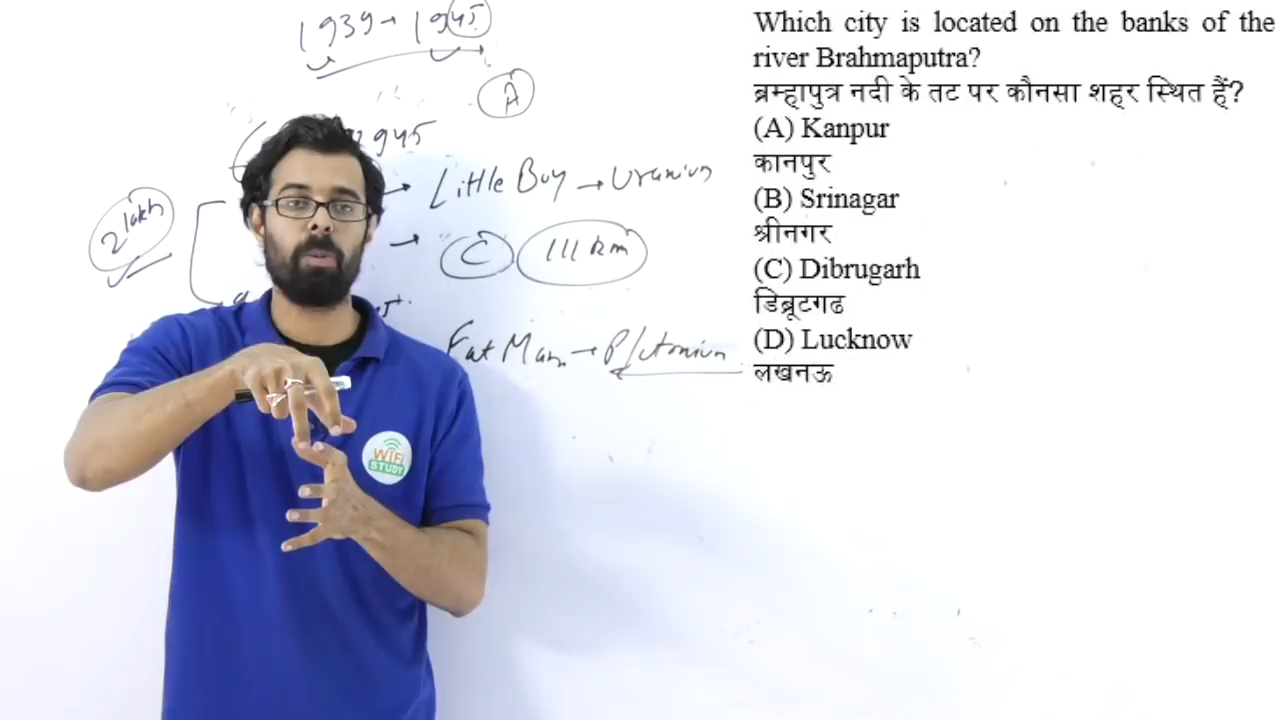 1939 → 1945
A
1945
Little Boy → Uranium
2 lakh
→ C 111 km
Fat Man → Plutonium
WiFi
STUDY
Which city is located on the banks of the
river Brahmaputra?
ब्रम्हापुत्र नदी के तट पर कौनसा शहर स्थित हैं?
(A) Kanpur
कानपुर
(B) Srinagar
श्रीनगर
(C) Dibrugarh
डिब्रूटगढ
(D) Lucknow
लखनऊ